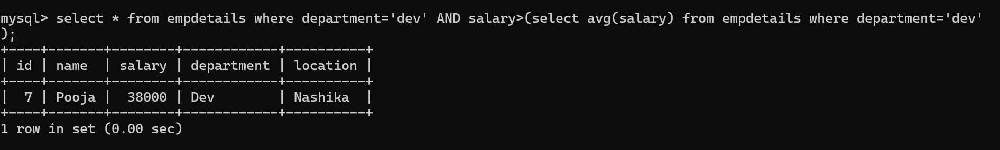 mysql> select * from empdetails where department='dev' AND salary>(select avg(salary) from empdetails where department='dev'
);
+----+-------+--------+------------+----------+
| id | name  | salary | department | location |
+----+-------+--------+------------+----------+
|  7 | Pooja |  38000 | Dev        | Nashika  |
+----+-------+--------+------------+----------+
1 row in set (0.00 sec)